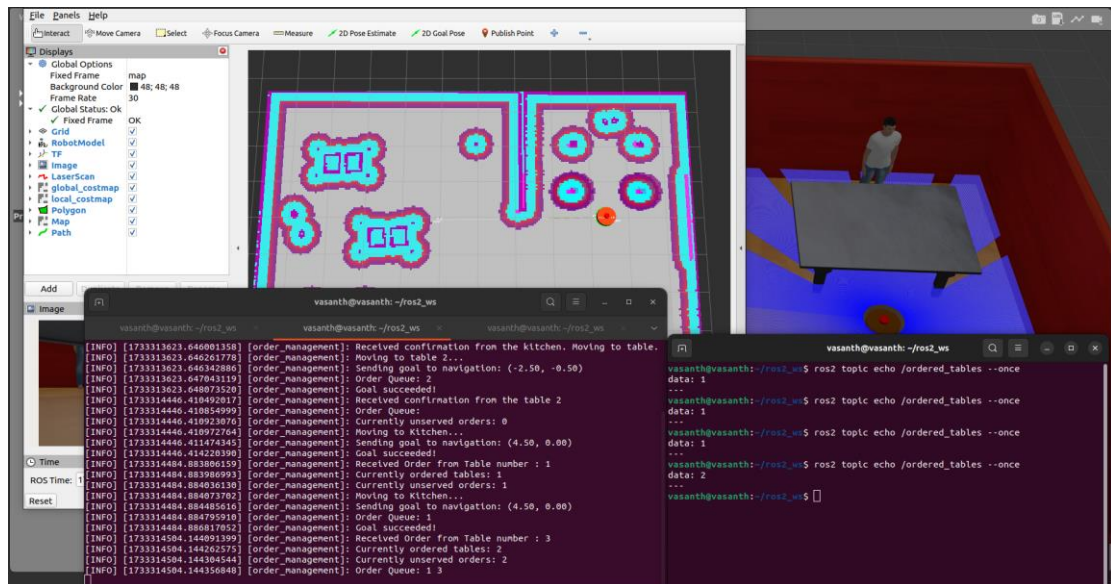 File Panels Help
Interact Move Camera Select Focus Camera Measure 2D Pose Estimate 2D Goal Pose Publish Point
Displays
Global Options
Fixed Frame map
Background Color 48; 48; 48
Frame Rate 30
Global Status: Ok
Fixed Frame OK
Grid
RobotModel
TF
Image
LaserScan
global_costmap
local_costmap
Polygon
Map
Path
Add
Image
Time
ROS Time: 1
Reset
vasanth@vasanth: ~/ros2_ws
vasanth@vasanth: ~/ros2_ws vasanth@vasanth: ~/ros2_ws vasanth@vasanth: ~/ros2_ws
[INFO] [1733313623.646001358] [order_management]: Received confirmation from the kitchen. Moving to table.
[INFO] [1733313623.646261778] [order_management]: Moving to table 2...
[INFO] [1733313623.646342886] [order_management]: Sending goal to navigation: (-2.50, -0.50)
[INFO] [1733313623.647043119] [order_management]: Order Queue: 2
[INFO] [1733313623.648073520] [order_management]: Goal succeeded!
[INFO] [1733314446.410492017] [order_management]: Received confirmation from the table 2
[INFO] [1733314446.410854999] [order_management]: Order Queue:
[INFO] [1733314446.410923076] [order_management]: Currently unserved orders: 0
[INFO] [1733314446.410972764] [order_management]: Moving to Kitchen...
[INFO] [1733314446.411474345] [order_management]: Sending goal to navigation: (4.50, 0.00)
[INFO] [1733314446.414220390] [order_management]: Goal succeeded!
[INFO] [1733314484.883806159] [order_management]: Received Order from Table number : 1
[INFO] [1733314484.883986993] [order_management]: Currently ordered tables: 1
[INFO] [1733314484.884036130] [order_management]: Currently unserved orders: 1
[INFO] [1733314484.884073702] [order_management]: Moving to Kitchen...
[INFO] [1733314484.884485616] [order_management]: Sending goal to navigation: (4.50, 0.00)
[INFO] [1733314484.884795910] [order_management]: Order Queue: 1
[INFO] [1733314484.886817052] [order_management]: Goal succeeded!
[INFO] [1733314504.144091399] [order_management]: Received Order from Table number : 3
[INFO] [1733314504.144262575] [order_management]: Currently ordered tables: 2
[INFO] [1733314504.144304544] [order_management]: Currently unserved orders: 2
[INFO] [1733314504.144356848] [order_management]: Order Queue: 1 3
vasanth@vasanth: ~/ros2_ws
vasanth@vasanth:~/ros2_ws$ ros2 topic echo /ordered_tables --once
data: 1
---
vasanth@vasanth:~/ros2_ws$ ros2 topic echo /ordered_tables --once
data: 1
---
vasanth@vasanth:~/ros2_ws$ ros2 topic echo /ordered_tables --once
data: 1
---
vasanth@vasanth:~/ros2_ws$ ros2 topic echo /ordered_tables --once
data: 2
---
vasanth@vasanth:~/ros2_ws$